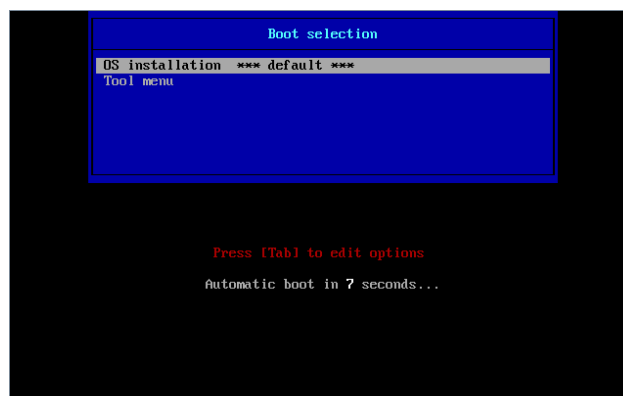 Boot selection
OS installation *** default ***
Tool menu
Press [Tab] to edit options
Automatic boot in 7 seconds...